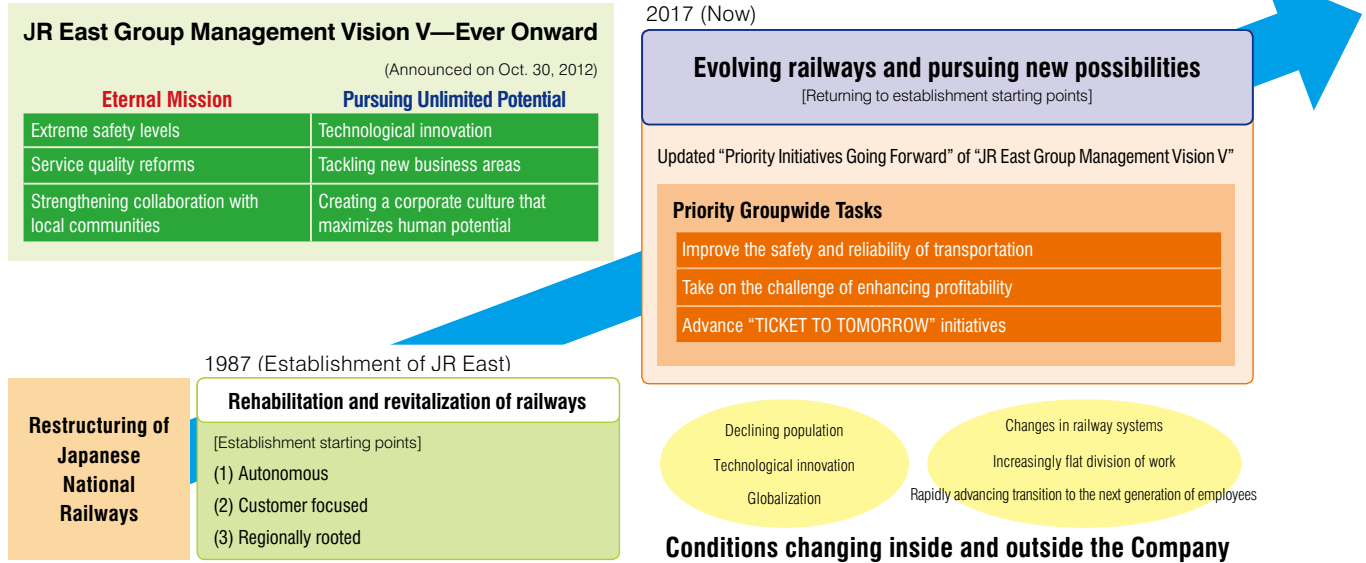 JR East Group Management Vision V—Ever Onward
(Announced on Oct. 30, 2012)
Eternal Mission
Pursuing Unlimited Potential
Extreme safety levels
Technological innovation
Service quality reforms
Tackling new business areas
Strengthening collaboration with
local communities
Creating a corporate culture that
maximizes human potential
2017 (Now)
Evolving railways and pursuing new possibilities
[Returning to establishment starting points]
Updated “Priority Initiatives Going Forward” of “JR East Group Management Vision V”
Priority Groupwide Tasks
Improve the safety and reliability of transportation
Take on the challenge of enhancing profitability
Advance “TICKET TO TOMORROW” initiatives
1987 (Establishment of JR East)
Restructuring of
Japanese
National
Railways
Rehabilitation and revitalization of railways
[Establishment starting points]
(1) Autonomous
(2) Customer focused
(3) Regionally rooted
Declining population
Technological innovation
Globalization
Changes in railway systems
Increasingly flat division of work
Rapidly advancing transition to the next generation of employees
Conditions changing inside and outside the Company